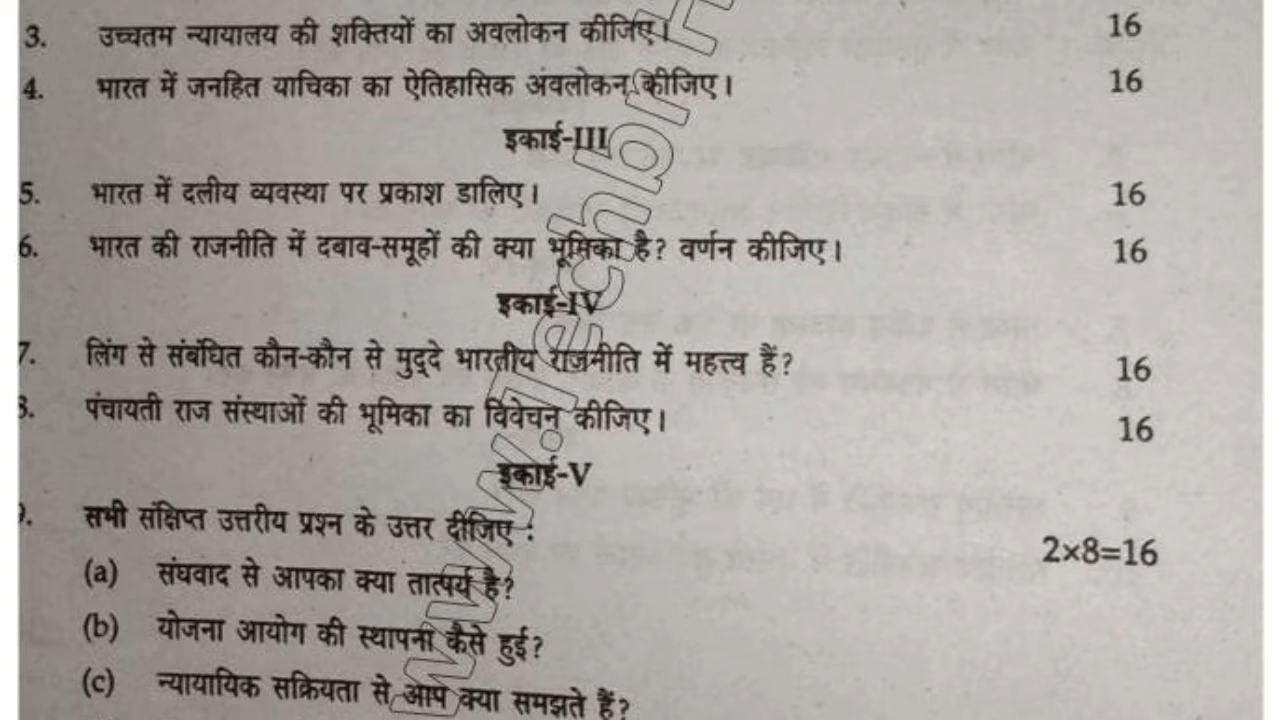 3. उच्चतम न्यायालय की शक्तियों का अवलोकन कीजिए। 16
4. भारत में जनहित याचिका का ऐतिहासिक अवलोकन कीजिए। 16
इकाई-III
5. भारत में दलीय व्यवस्था पर प्रकाश डालिए। 16
6. भारत की राजनीति में दबाव-समूहों की क्या भूमिका है? वर्णन कीजिए। 16
इकाई-IV
7. लिंग से संबंधित कौन-कौन से मुद्दे भारतीय राजनीति में महत्त्व हैं? 16
पंचायती राज संस्थाओं की भूमिका का विवेचन कीजिए। 16
इकाई-V
सभी संक्षिप्त उत्तरीय प्रश्न के उत्तर दीजिए : 2×8=16
(a) संघवाद से आपका क्या तात्पर्य है?
(b) योजना आयोग की स्थापना कैसे हुई?
(c) न्यायायिक सक्रियता से आप क्या समझते हैं?